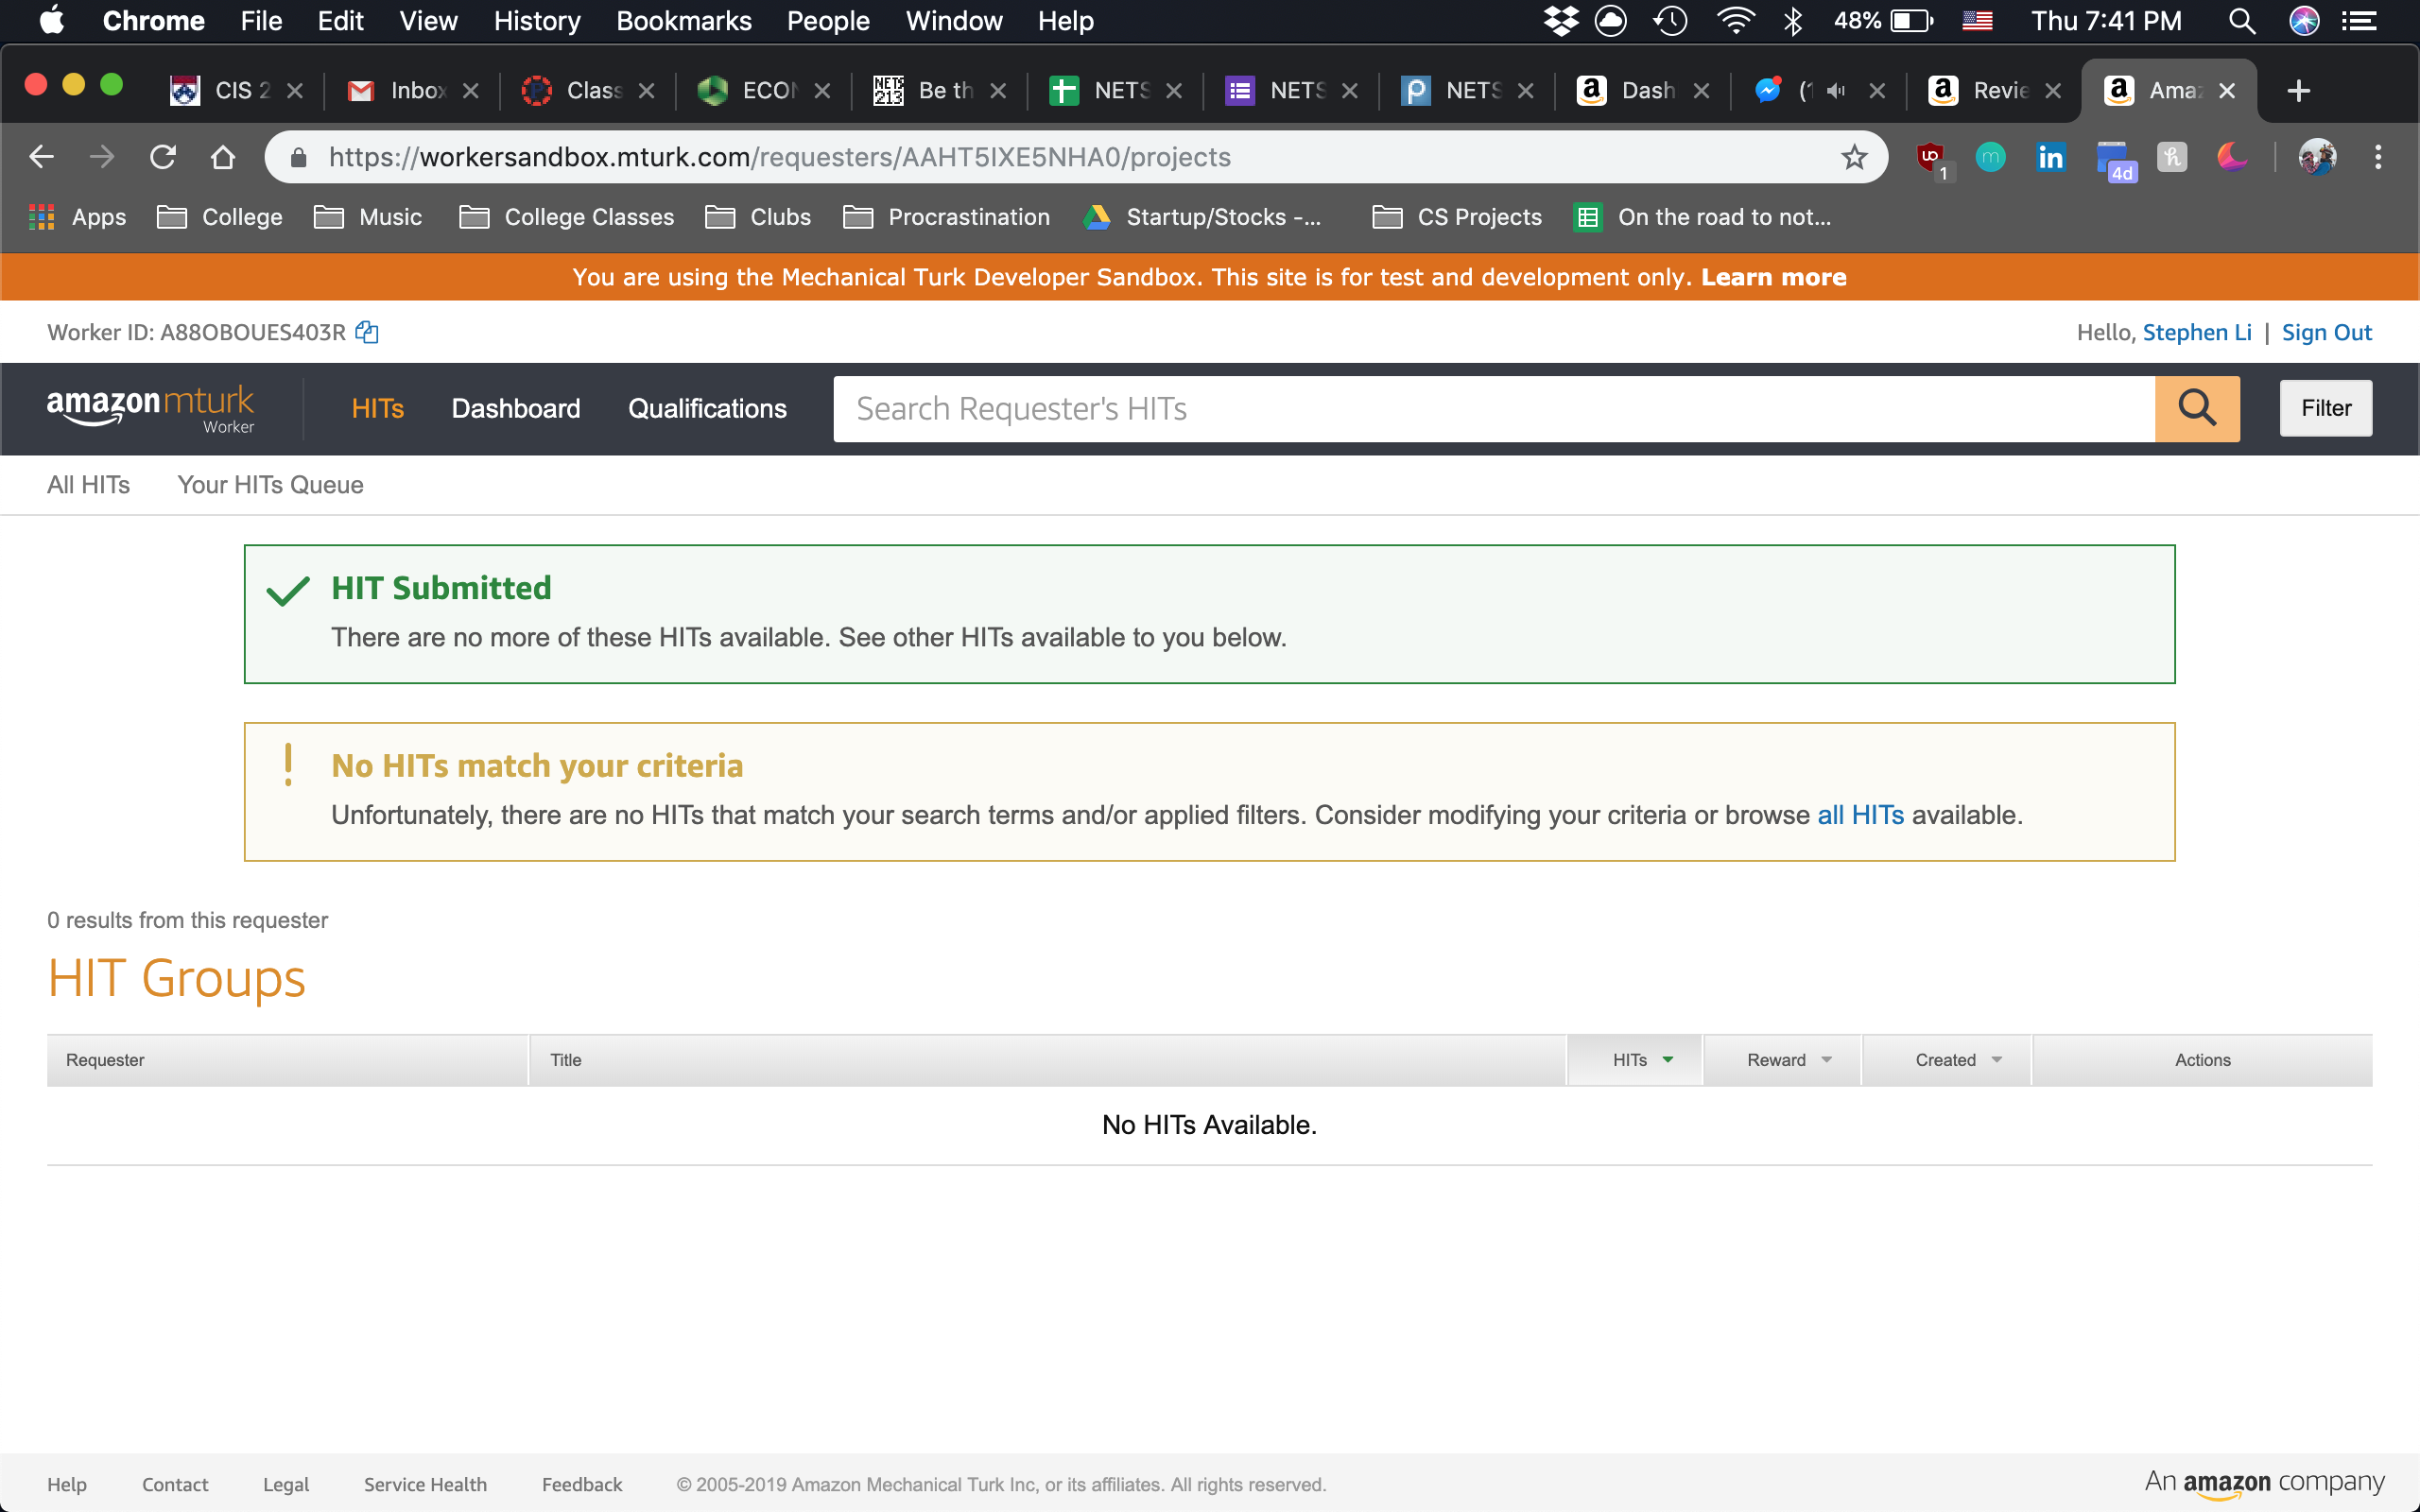 Chrome File Edit View History Bookmarks People Window Help 48% Thu 7:41 PM
CIS 2 Inbox Class ECON NETS 213 Be th NETS NETS NETS Dash (1 Revie Amaz
https://workersandbox.mturk.com/requesters/AAHT5IXE5NHA0/projects 1 m in 4d h
Apps College Music College Classes Clubs Procrastination Startup/Stocks -... CS Projects On the road to not...
You are using the Mechanical Turk Developer Sandbox. This site is for test and development only. Learn more
Worker ID: A88OBOUES403R Hello, Stephen Li | Sign Out
amazonmturk HITs Dashboard Qualifications Search Requester's HITs Filter
Worker
All HITs Your HITs Queue
HIT Submitted
There are no more of these HITs available. See other HITs available to you below.
No HITs match your criteria
Unfortunately, there are no HITs that match your search terms and/or applied filters. Consider modifying your criteria or browse all HITs available.
0 results from this requester
HIT Groups
Requester Title HITs Reward Created Actions
No HITs Available.
Help Contact Legal Service Health Feedback © 2005-2019 Amazon Mechanical Turk Inc, or its affiliates. All rights reserved. An amazon company